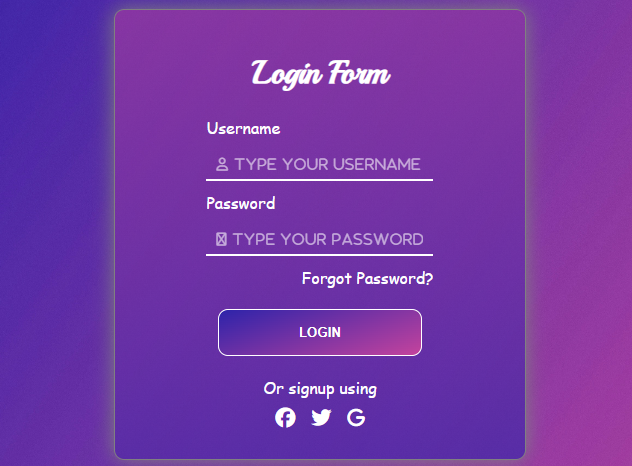 Login Form
Username
TYPE YOUR USERNAME
Password
TYPE YOUR PASSWORD
Forgot Password?
LOGIN
Or signup using